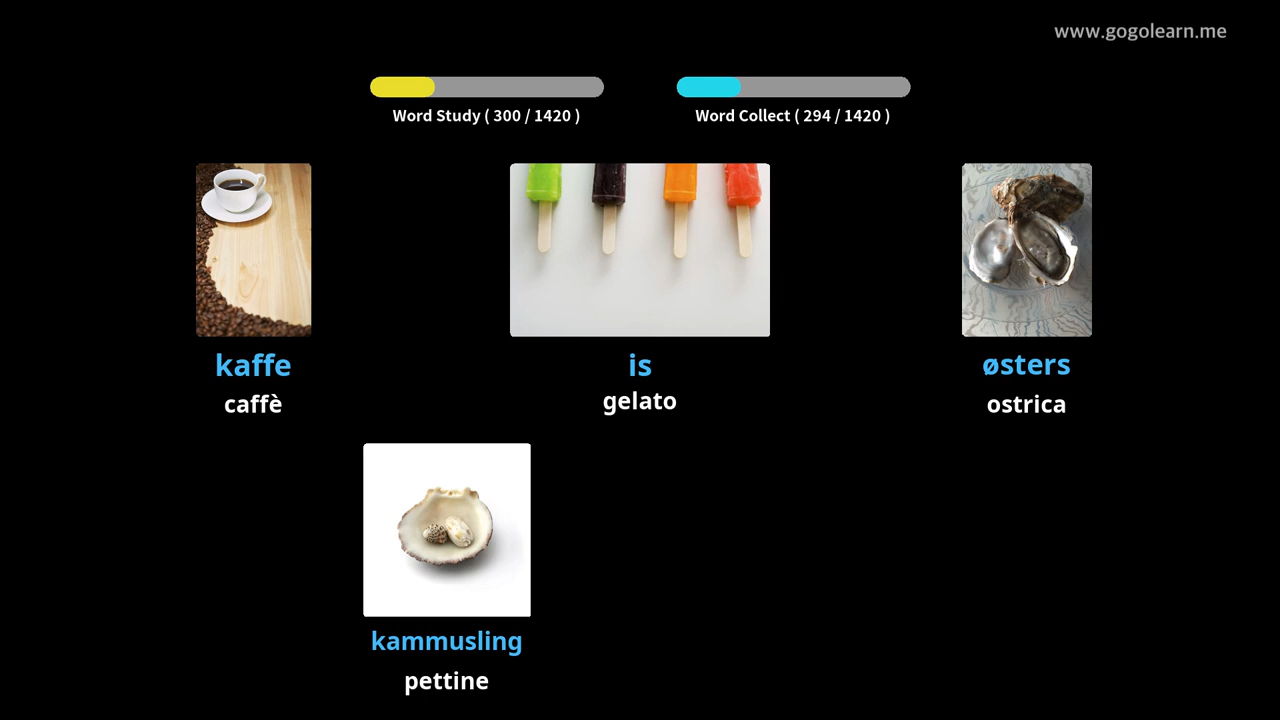 www.gogolearn.me
Word Study ( 300 / 1420 )
Word Collect ( 294 / 1420 )
kaffe
caffè
is
gelato
østers
ostrica
kammusling
pettine